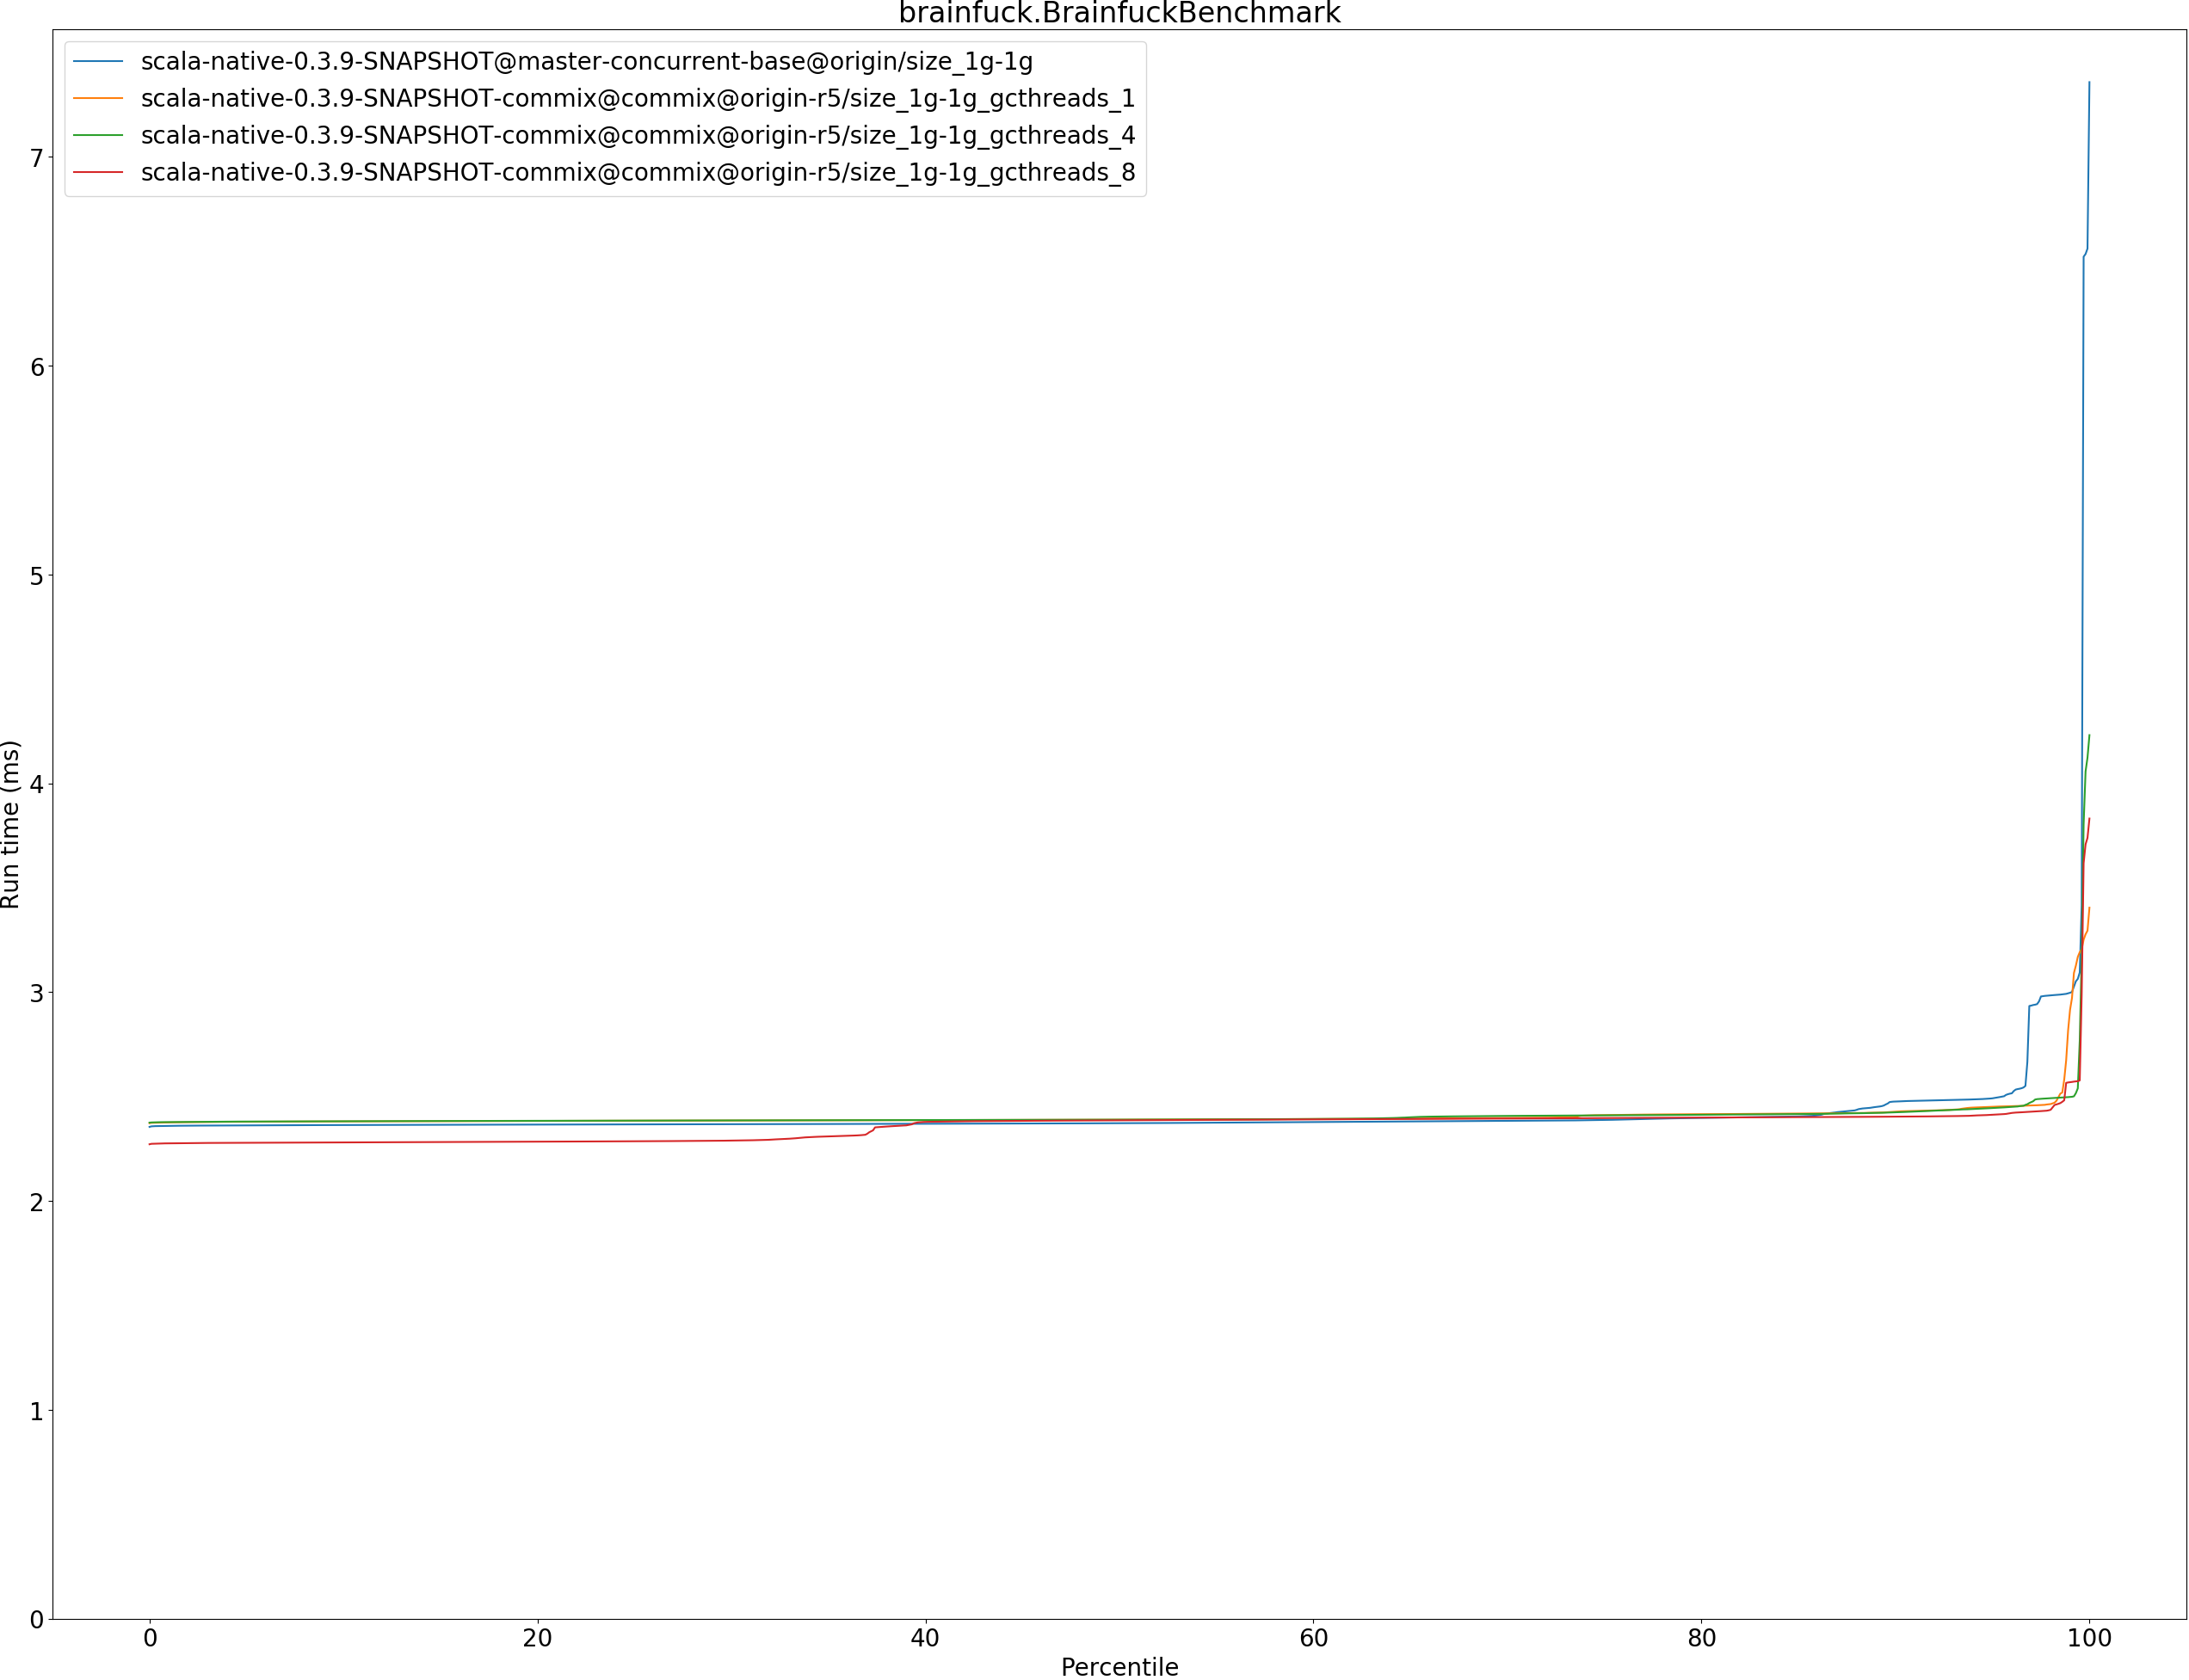 brainfuck.BrainfuckBenchmark
scala-native-0.3.9-SNAPSHOT@master-concurrent-base@origin/size_1g-1g
scala-native-0.3.9-SNAPSHOT-commix@commix@origin-r5/size_1g-1g_gcthreads_1
scala-native-0.3.9-SNAPSHOT-commix@commix@origin-r5/size_1g-1g_gcthreads_4
scala-native-0.3.9-SNAPSHOT-commix@commix@origin-r5/size_1g-1g_gcthreads_8
7
6
5
4
3
2
1
0
Run time (ms)
0 20 40 60 80 100
Percentile